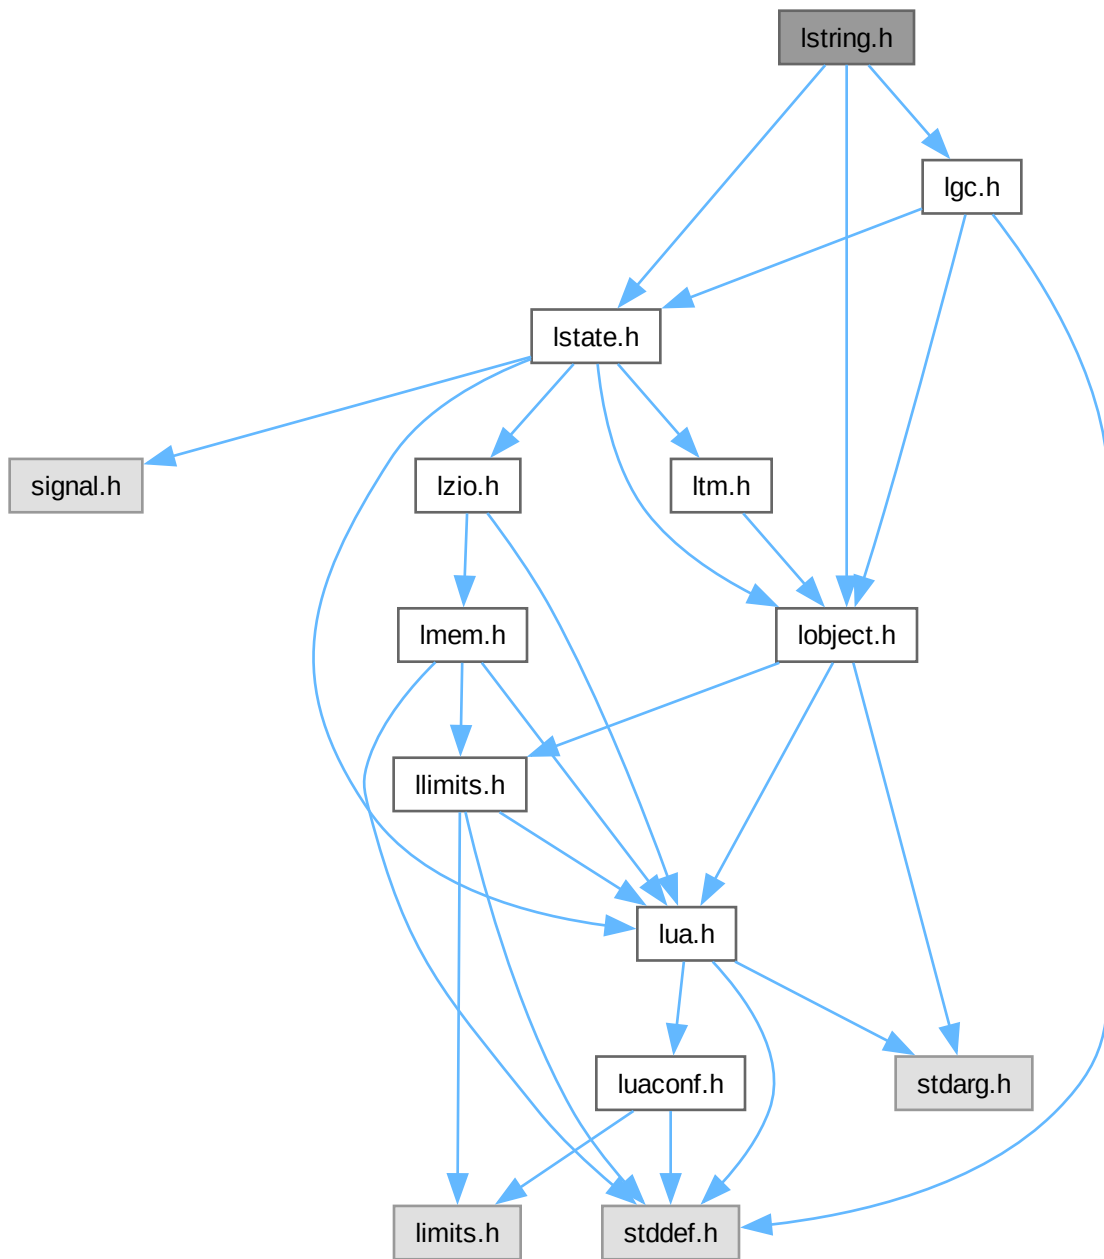 lstring.h
lgc.h
lstate.h
signal.h
lzio.h
ltm.h
lmem.h
lobject.h
llimits.h
lua.h
luaconf.h
stdarg.h
limits.h
stddef.h